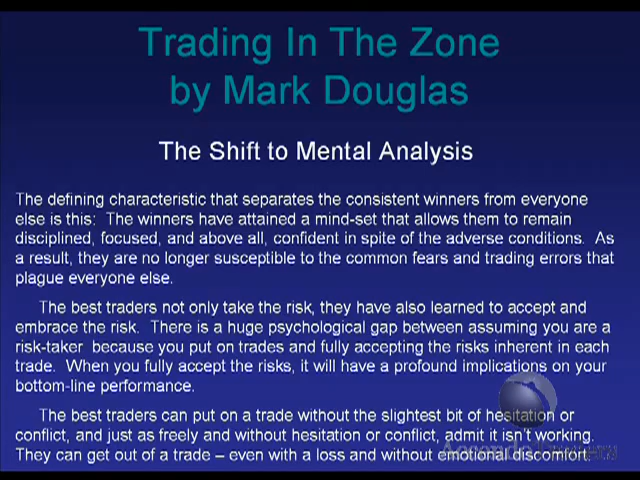 Trading In The Zone
by Mark Douglas
The Shift to Mental Analysis
The defining characteristic that separates the consistent winners from everyone
else is this: The winners have attained a mind-set that allows them to remain
disciplined, focused, and above all, confident in spite of the adverse conditions. As
a result, they are no longer susceptible to the common fears and trading errors that
plague everyone else.
The best traders not only take the risk, they have also learned to accept and
embrace the risk. There is a huge psychological gap between assuming you are a
risk-taker because you put on trades and fully accepting the risks inherent in each
trade. When you fully accept the risks, it will have a profound implications on your
bottom-line performance.
The best traders can put on a trade without the slightest bit of hesitation or
conflict, and just as freely and without hesitation or conflict, admit it isn't working.
They can get out of a trade – even with a loss and without emotional discomfort.